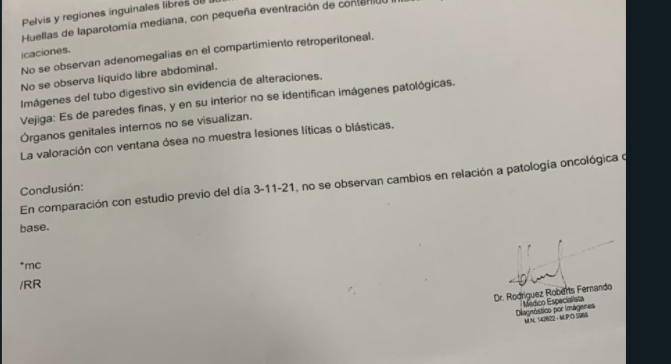 Pelvis y regiones inguinales libres de
Huellas de laparotomía mediana, con pequeña eventración de contenido
icaciones.
No se observan adenomegalias en el compartimiento retroperitoneal.
No se observa líquido libre abdominal.
Imágenes del tubo digestivo sin evidencia de alteraciones.
Vejiga: Es de paredes finas, y en su interior no se identifican imágenes patológicas.
Órganos genitales internos no se visualizan.
La valoración con ventana ósea no muestra lesiones líticas o blásticas.
Conclusión:
En comparación con estudio previo del día 3-11-21, no se observan cambios en relación a patología oncológica
base.
*mc
/RR
Dr. Rodriguez Roberts Fernando
Médico Especialista
Diagnóstico por imágenes